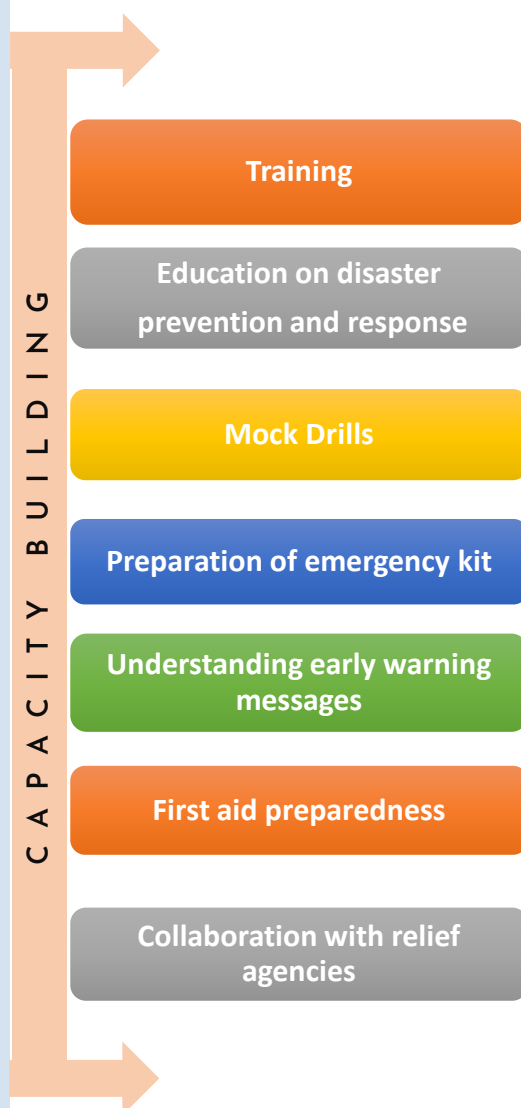 CAPACITY BUILDING
Training
Education on disaster
prevention and response
Mock Drills
Preparation of emergency kit
Understanding early warning
messages
First aid preparedness
Collaboration with relief
agencies